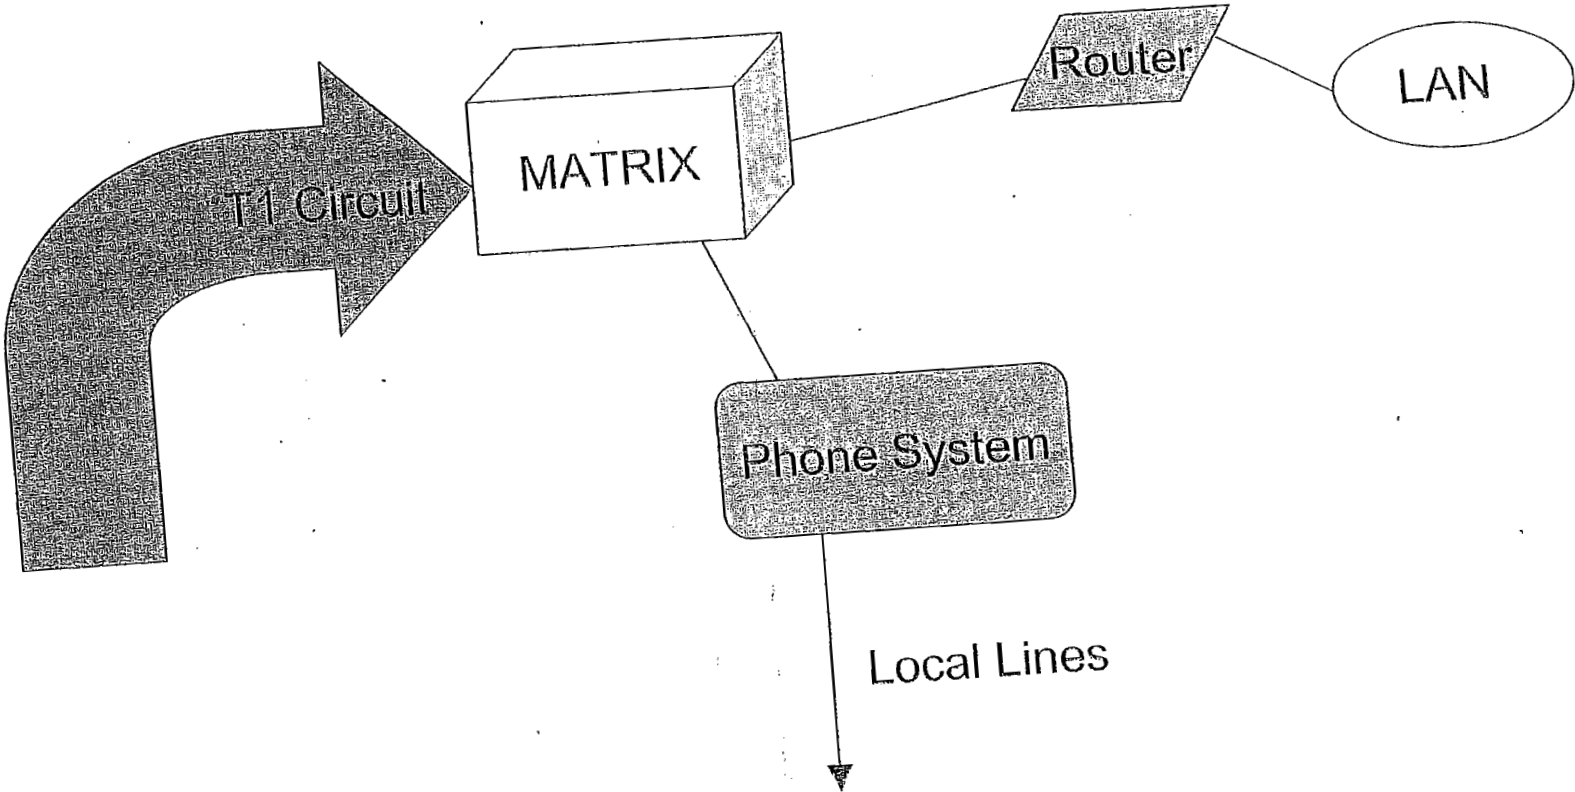 Router
LAN
MATRIX
T1 Circuit
Phone System
Local Lines